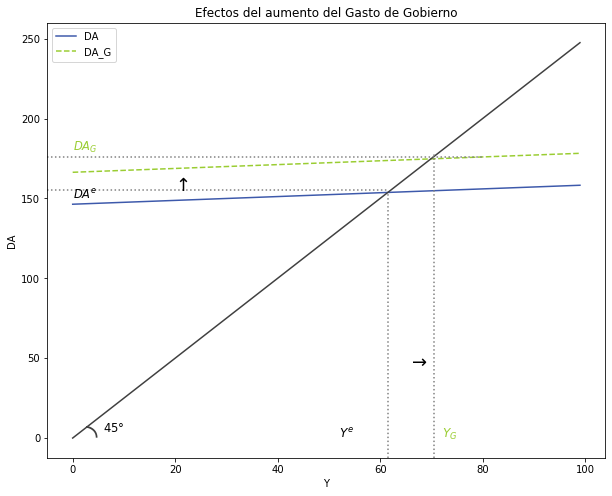 Efectos del aumento del Gasto de Gobierno
DA
DA_G
250
200
150
100
50
0
DA
DA_G
DA^e
↑
→
45°
Y^e
Y_G
0
20
40
60
80
100
Y